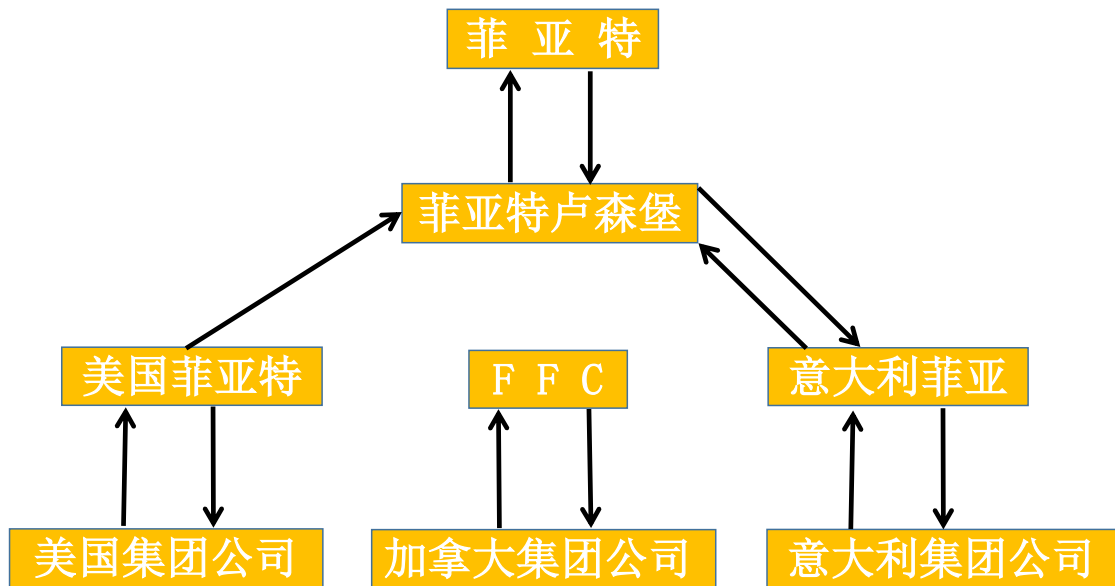 菲 亚 特
菲亚特卢森堡
美国菲亚特
F F C
意大利菲亚
美国集团公司
加拿大集团公司
意大利集团公司